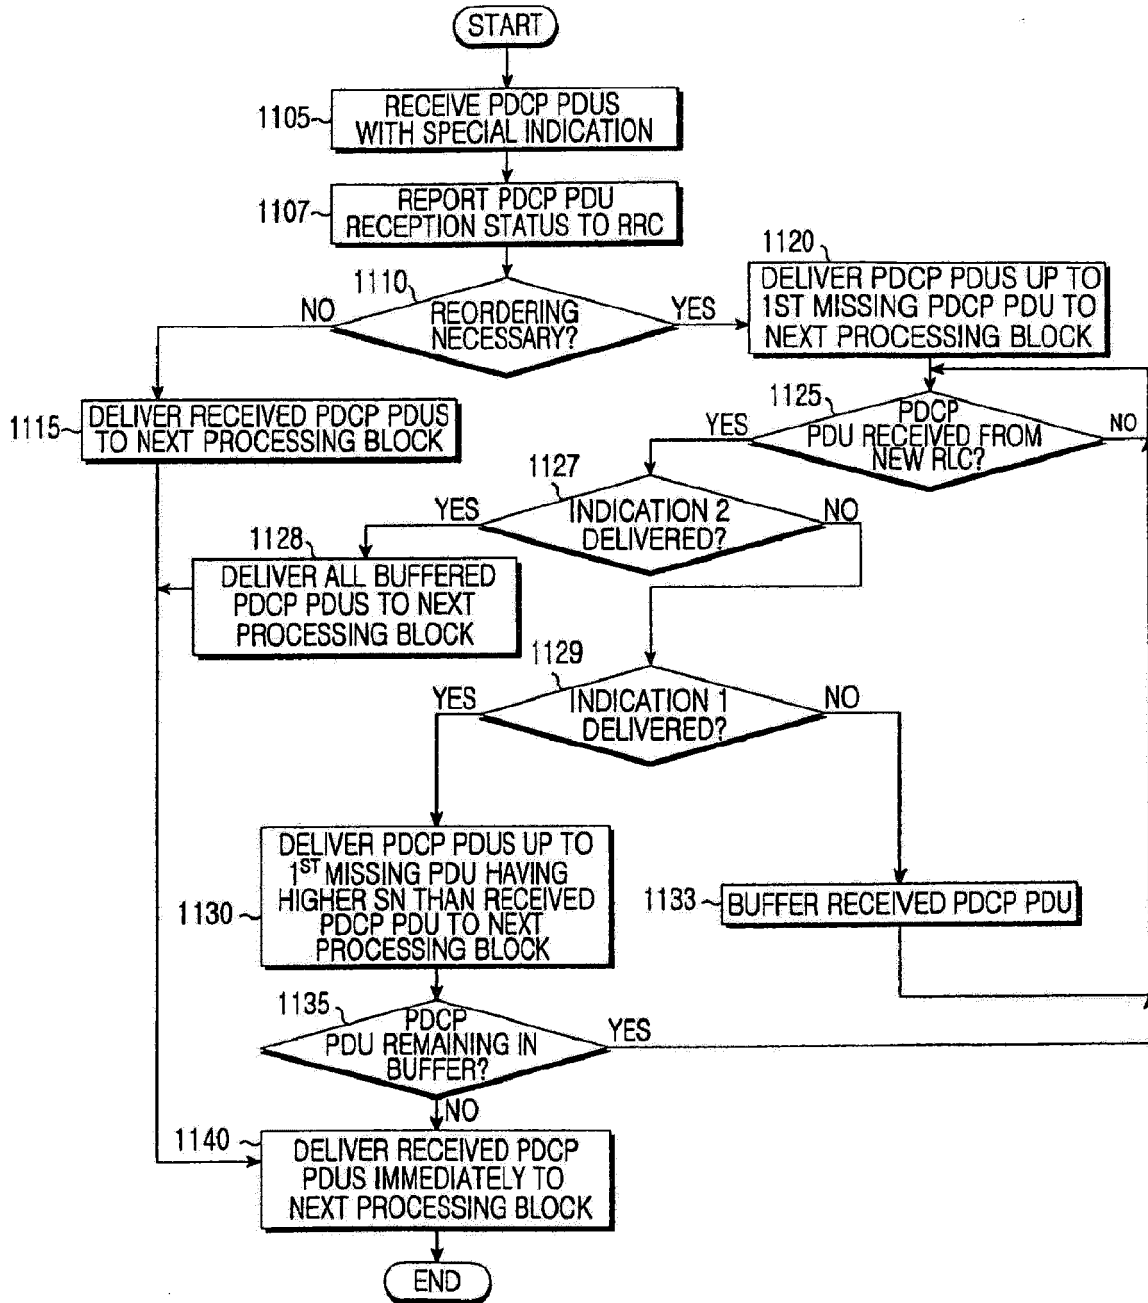 START
1105
RECEIVE PDCP PDUS
WITH SPECIAL INDICATION
1107
REPORT PDCP PDU
RECEPTION STATUS TO RRC
1110
REORDERING
NECESSARY?
NO
YES
1120
DELIVER PDCP PDUS UP TO
1ST MISSING PDCP PDU TO
NEXT PROCESSING BLOCK
1115
DELIVER RECEIVED PDCP PDUS
TO NEXT PROCESSING BLOCK
1125
PDCP
PDU RECEIVED FROM
NEW RLC?
YES
NO
1127
INDICATION 2
DELIVERED?
YES
NO
1128
DELIVER ALL BUFFERED
PDCP PDUS TO NEXT
PROCESSING BLOCK
1129
INDICATION 1
DELIVERED?
YES
NO
1130
DELIVER PDCP PDUS UP TO
1ST MISSING PDU HAVING
HIGHER SN THAN RECEIVED
PDCP PDU TO NEXT
PROCESSING BLOCK
1133
BUFFER RECEIVED PDCP PDU
1135
PDCP
PDU REMAINING IN
BUFFER?
YES
NO
1140
DELIVER RECEIVED PDCP
PDUS IMMEDIATELY TO
NEXT PROCESSING BLOCK
END